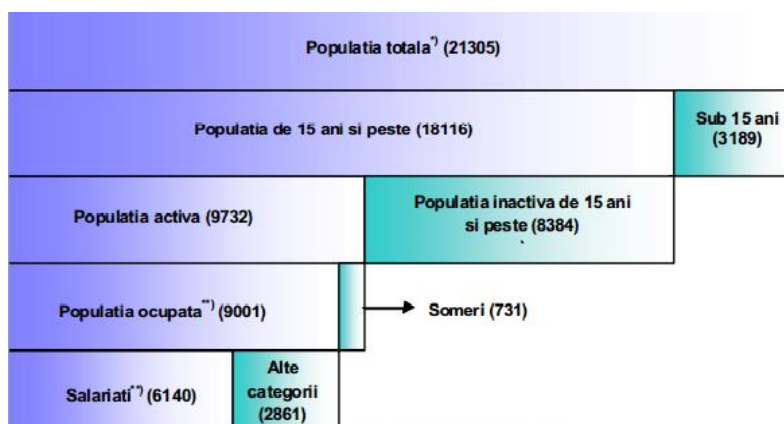 Populatia totala*) (21305)
Populatia de 15 ani si peste (18116)
Sub 15 ani
(3189)
Populatia activa (9732)
Populatia inactiva de 15 ani
si peste (8384)
Populatia ocupata**) (9001)
Someri (731)
Salariati**) (6140)
Alte
categorii
(2861)